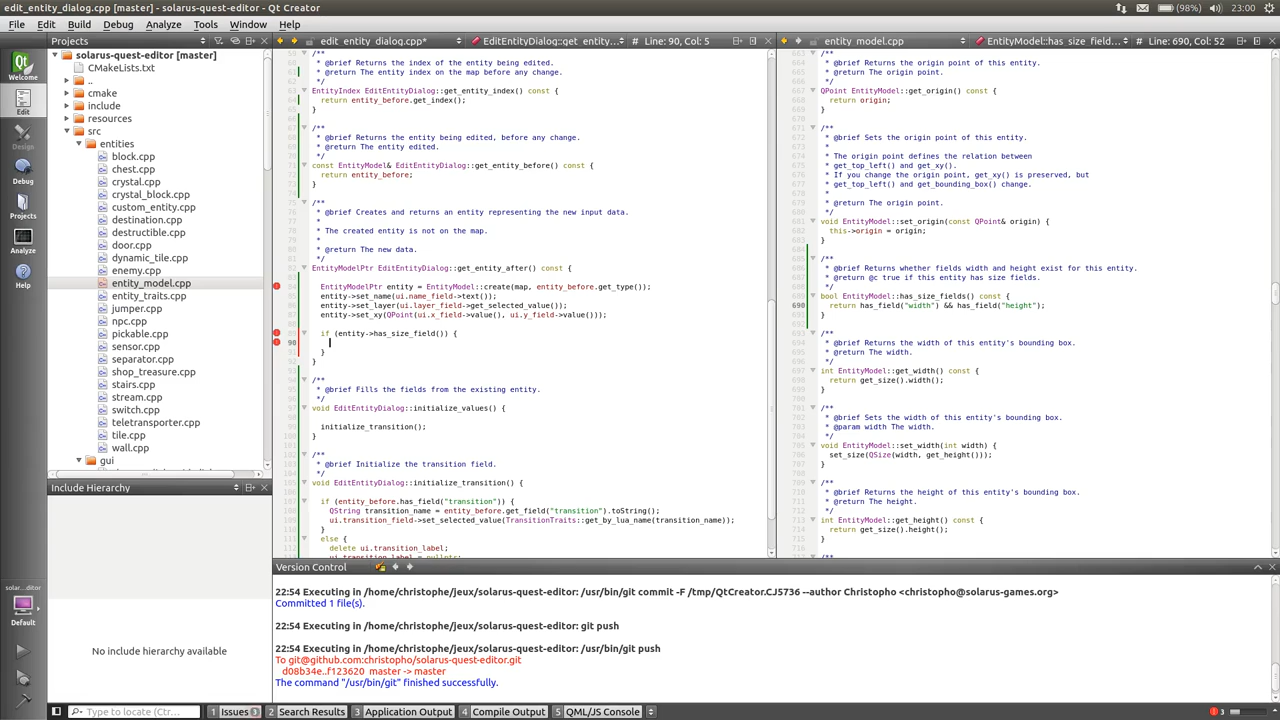 edit_entity_dialog.cpp (master) - solarus-quest-editor - Qt Creator
(98%) 23:00
File Edit Build Debug Analyze Tools Window Help
Projects
edit_entity_dialog.cpp* EditEntityDialog::get_entity... # Line: 90, Col: 5
entity_model.cpp EntityModel::has_size_field... # Line: 690, Col: 52
Welcome
Edit
Design
Debug
Projects
Analyze
Help
solar...ditor
Default
solarus-quest-editor [master]
CMakeLists.txt
..
cmake
include
resources
src
entities
block.cpp
chest.cpp
crystal.cpp
crystal_block.cpp
custom_entity.cpp
destination.cpp
destructible.cpp
door.cpp
dynamic_tile.cpp
enemy.cpp
entity_model.cpp
entity_traits.cpp
jumper.cpp
npc.cpp
pickable.cpp
sensor.cpp
separator.cpp
shop_treasure.cpp
stairs.cpp
stream.cpp
switch.cpp
teletransporter.cpp
tile.cpp
wall.cpp
gui
Include Hierarchy
No include hierarchy available
/**
* @brief Returns the index of the entity being edited.
* @return The entity index on the map before any change.
*/
EntityIndex EditEntityDialog::get_entity_index() const {
return entity_before.get_index();
}
/**
* @brief Returns the entity being edited, before any change.
* @return The entity edited.
*/
const EntityModel& EditEntityDialog::get_entity_before() const {
return entity_before;
}
/**
* @brief Creates and returns an entity representing the new input data.
*
* The created entity is not on the map.
*
* @return The new data.
*/
EntityModelPtr EditEntityDialog::get_entity_after() const {
EntityModelPtr entity = EntityModel::create(map, entity_before.get_type());
entity->set_name(ui.name_field->text());
entity->set_layer(ui.layer_field->get_selected_value());
entity->set_xy(QPoint(ui.x_field->value(), ui.y_field->value()));
if (entity->has_size_field()) {
90
}
}
/**
* @brief Fills the fields from the existing entity.
*/
void EditEntityDialog::initialize_values() {
initialize_transition();
}
/**
* @brief Initialize the transition field.
*/
void EditEntityDialog::initialize_transition() {
if (entity_before.has_field("transition")) {
QString transition_name = entity_before.get_field("transition").toString();
ui.transition_field->set_selected_value(TransitionTraits::get_by_lua_name(transition_name));
}
else {
delete ui.transition_label;
ui.transition_label = nullptr;
/**
* @brief Returns the origin point of this entity.
* @return The origin point.
*/
QPoint EntityModel::get_origin() const {
return origin;
}
/**
* @brief Sets the origin point of this entity.
*
* The origin point defines the relation between
* get_top_left() and get_xy().
* If you change the origin point, get_xy() is preserved, but
* get_top_left() and get_bounding_box() change.
*
* @return The origin point.
*/
void EntityModel::set_origin(const QPoint& origin) {
this->origin = origin;
}
/**
* @brief Returns whether fields width and height exist for this entity.
* @return @c true if this entity has size fields.
*/
bool EntityModel::has_size_fields() const {
690 return has_field("width") && has_field("height");
}
/**
* @brief Returns the width of this entity's bounding box.
* @return The width.
*/
int EntityModel::get_width() const {
return get_size().width();
}
/**
* @brief Sets the width of this entity's bounding box.
* @param width The width.
*/
void EntityModel::set_width(int width) {
set_size(QSize(width, get_height()));
}
/**
* @brief Returns the height of this entity's bounding box.
* @return The height.
*/
int EntityModel::get_height() const {
return get_size().height();
}
/**
Version Control
22:54 Executing in /home/christophe/jeux/solarus-quest-editor: /usr/bin/git commit -F /tmp/QtCreator.CJ5736 --author Christopho <christopho@solarus-games.org>
Committed 1 file(s).
22:54 Executing in /home/christophe/jeux/solarus-quest-editor: git push
22:54 Executing in /home/christophe/jeux/solarus-quest-editor: /usr/bin/git push
To git@github.com:christopho/solarus-quest-editor.git
d08b34e..f123620 master -> master
The command "/usr/bin/git" finished successfully.
Type to locate (Ctr... 1 Issues 3 2 Search Results 3 Application Output 4 Compile Output 5 QML/JS Console 3